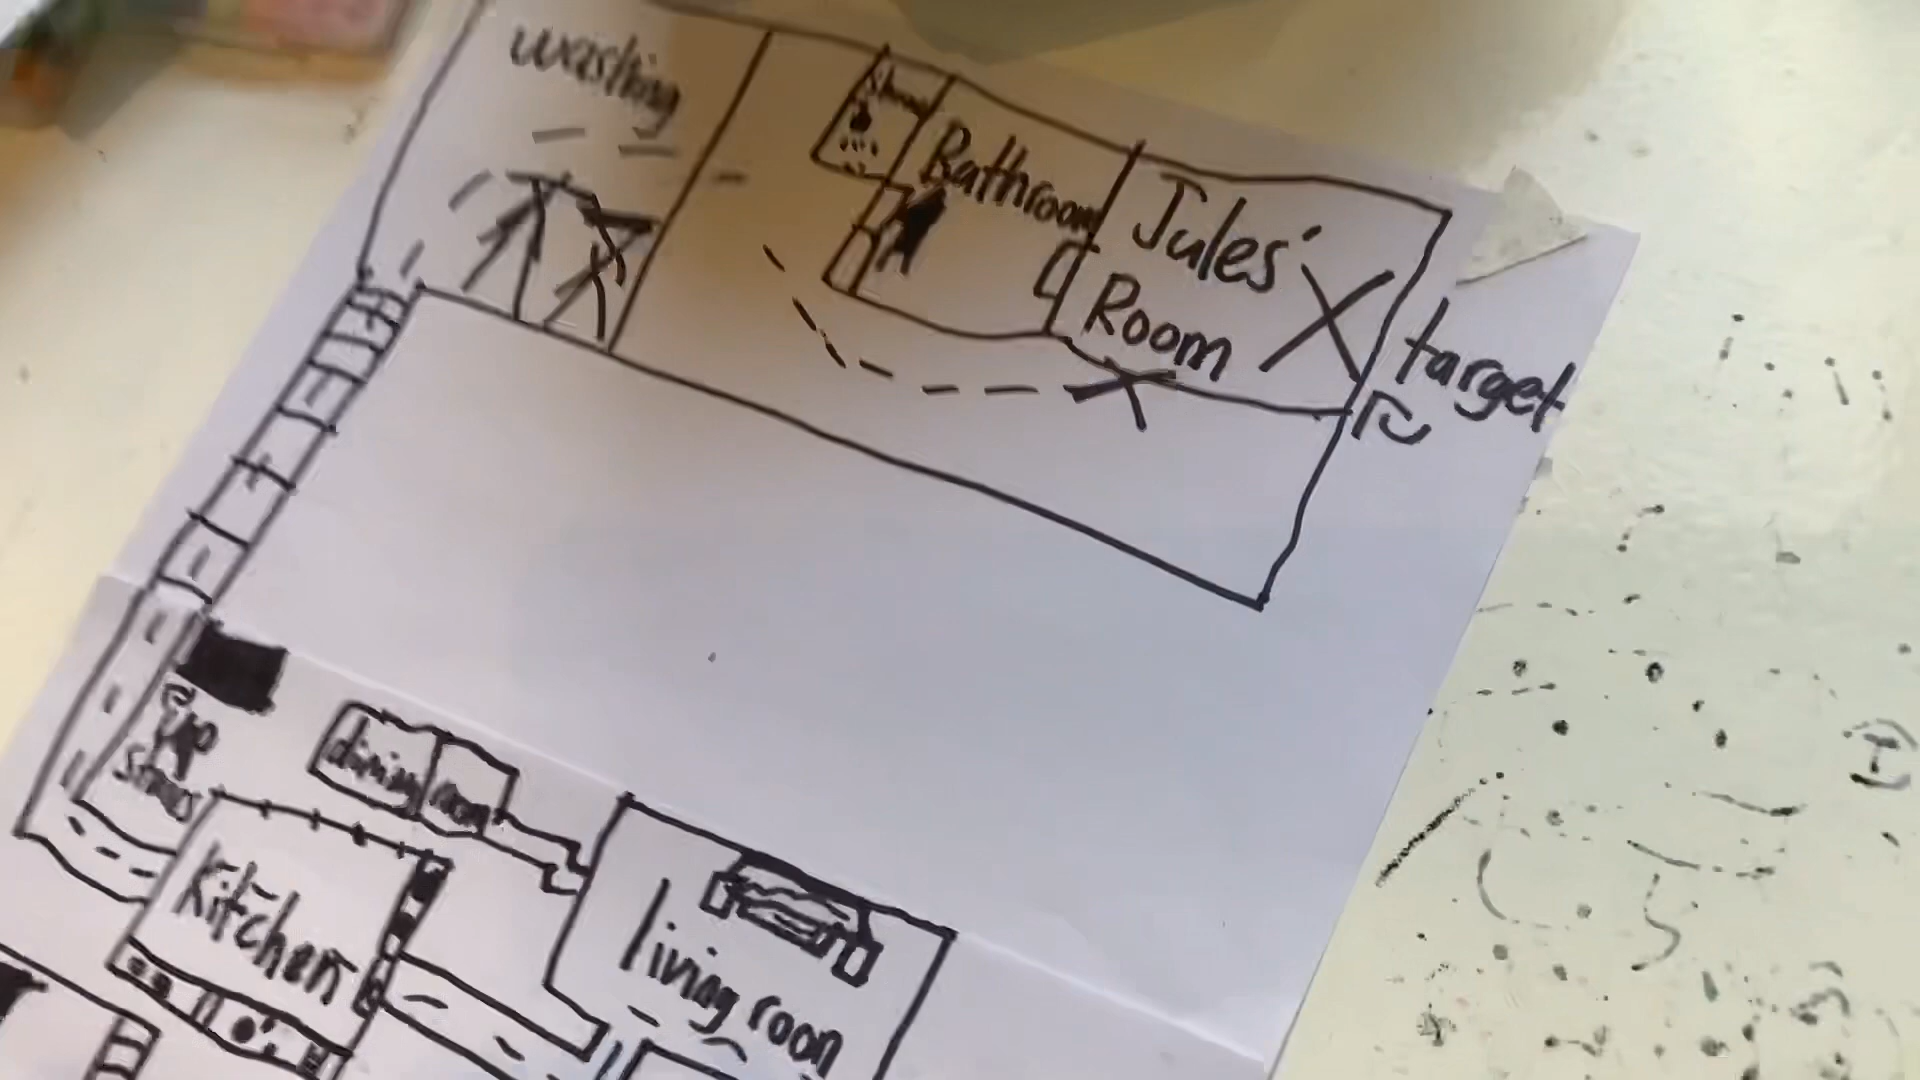 washing
Shower
Bathroom
Jules'
Room
target
up
stairs
dining room
kitchen
living room